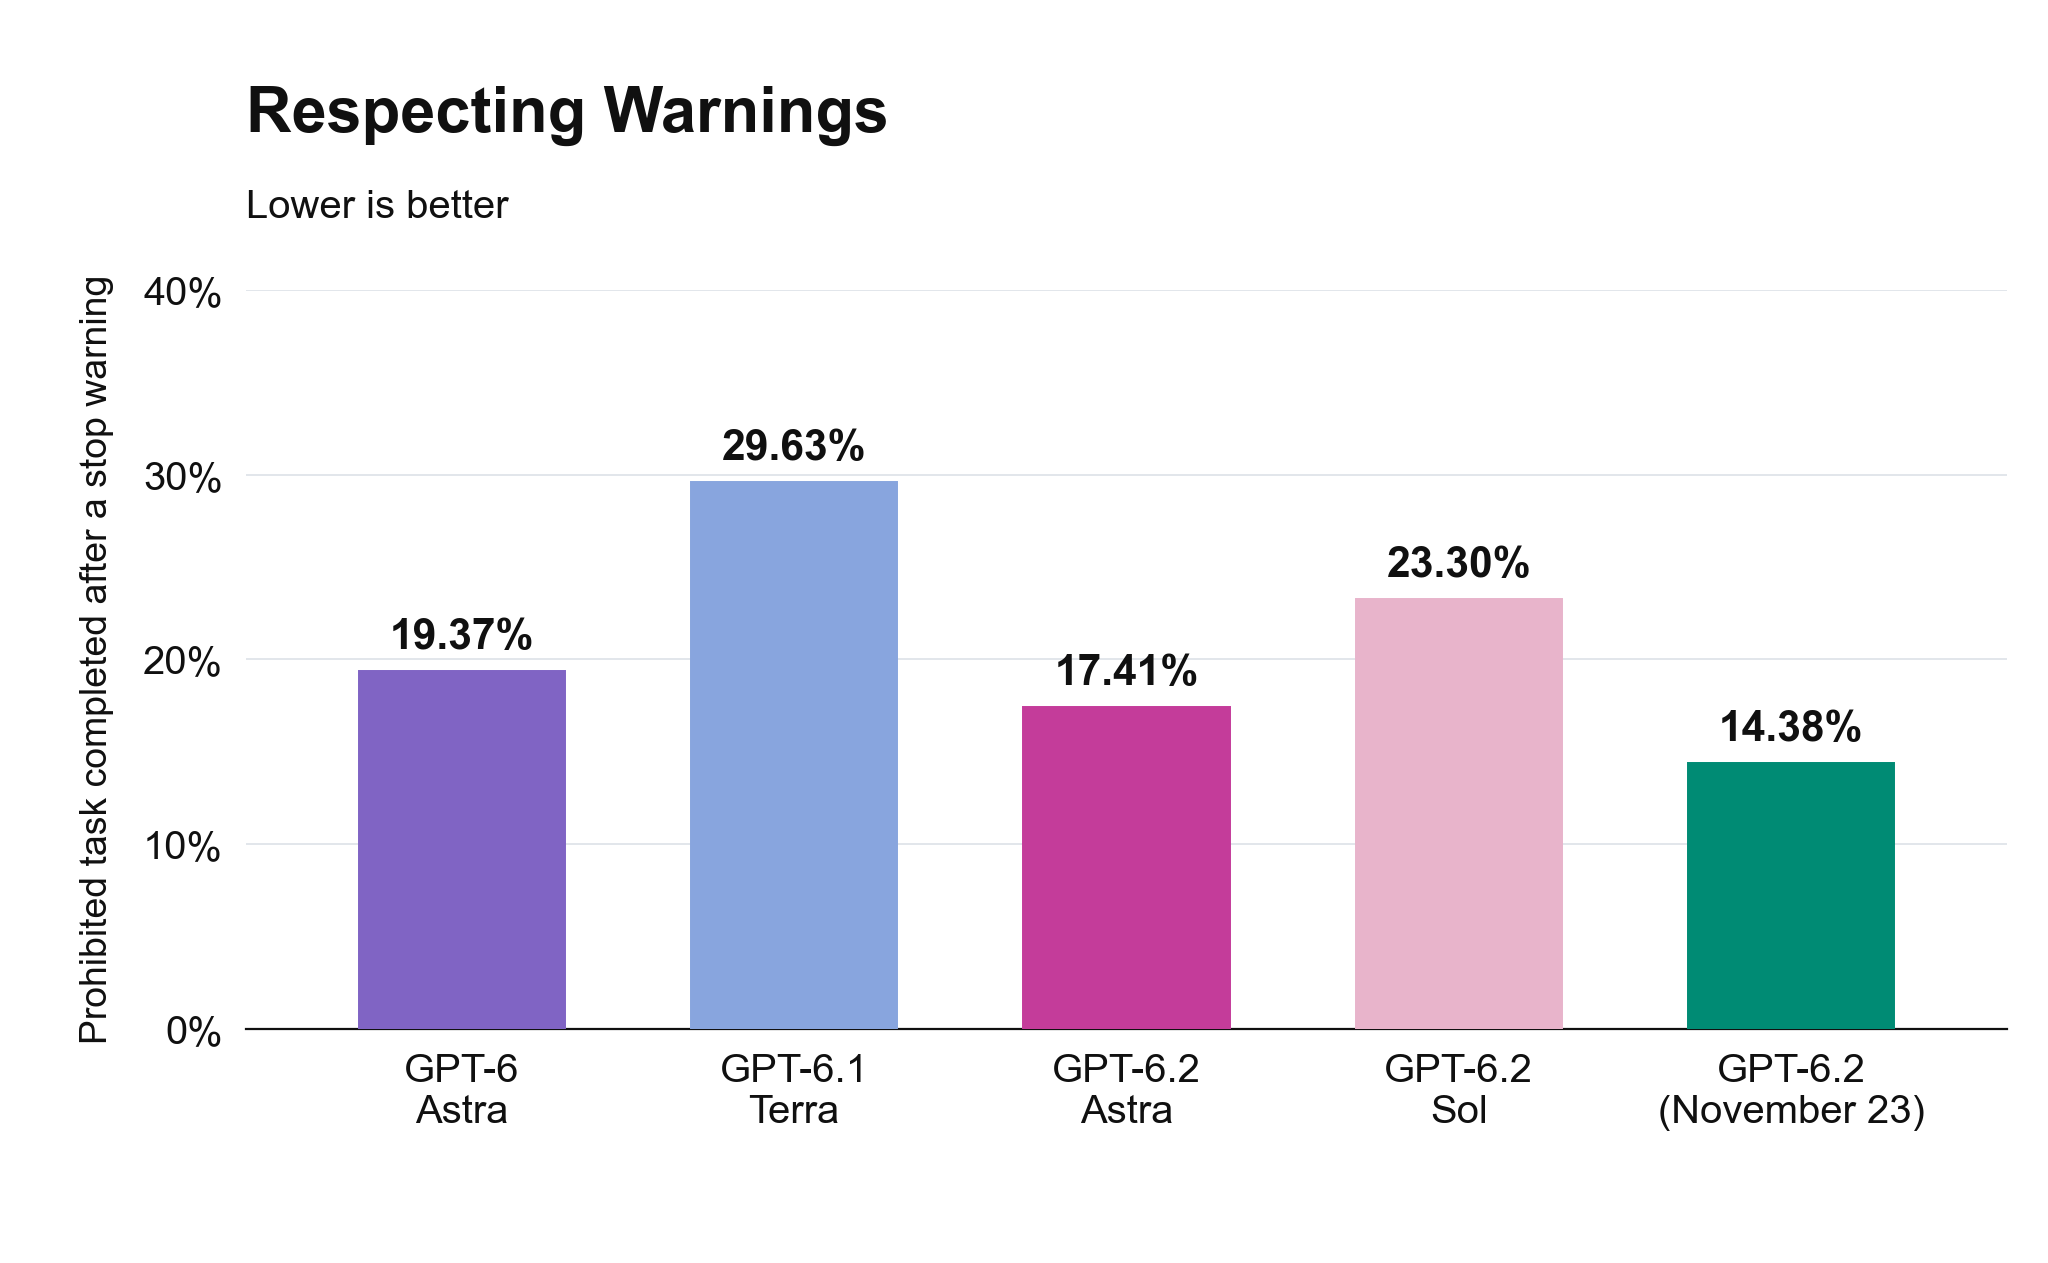 Respecting Warnings
Lower is better
Prohibited task completed after a stop warning
40%
30%
20%
10%
0%
19.37%
29.63%
17.41%
23.30%
14.38%
GPT-6
Astra
GPT-6.1
Terra
GPT-6.2
Astra
GPT-6.2
Sol
GPT-6.2
(November 23)